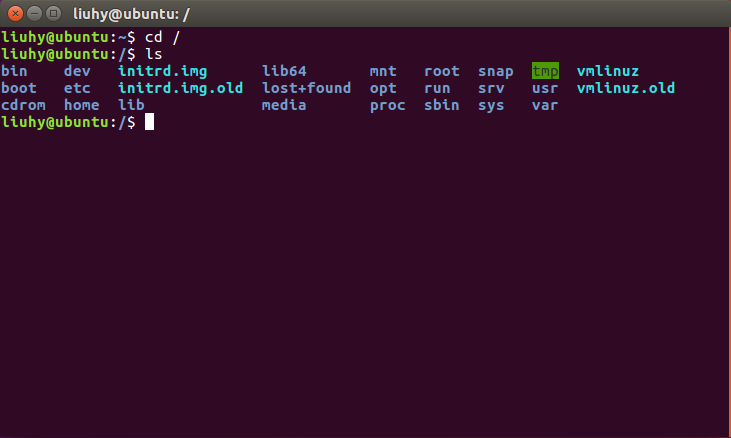 liuhy@ubuntu: /
liuhy@ubuntu:~$ cd /
liuhy@ubuntu:/$ ls
bin    dev   initrd.img      lib64       mnt   root  snap  tmp  vmlinuz
boot   etc   initrd.img.old  lost+found  opt   run   srv   usr  vmlinuz.old
cdrom  home  lib             media       proc  sbin  sys   var
liuhy@ubuntu:/$